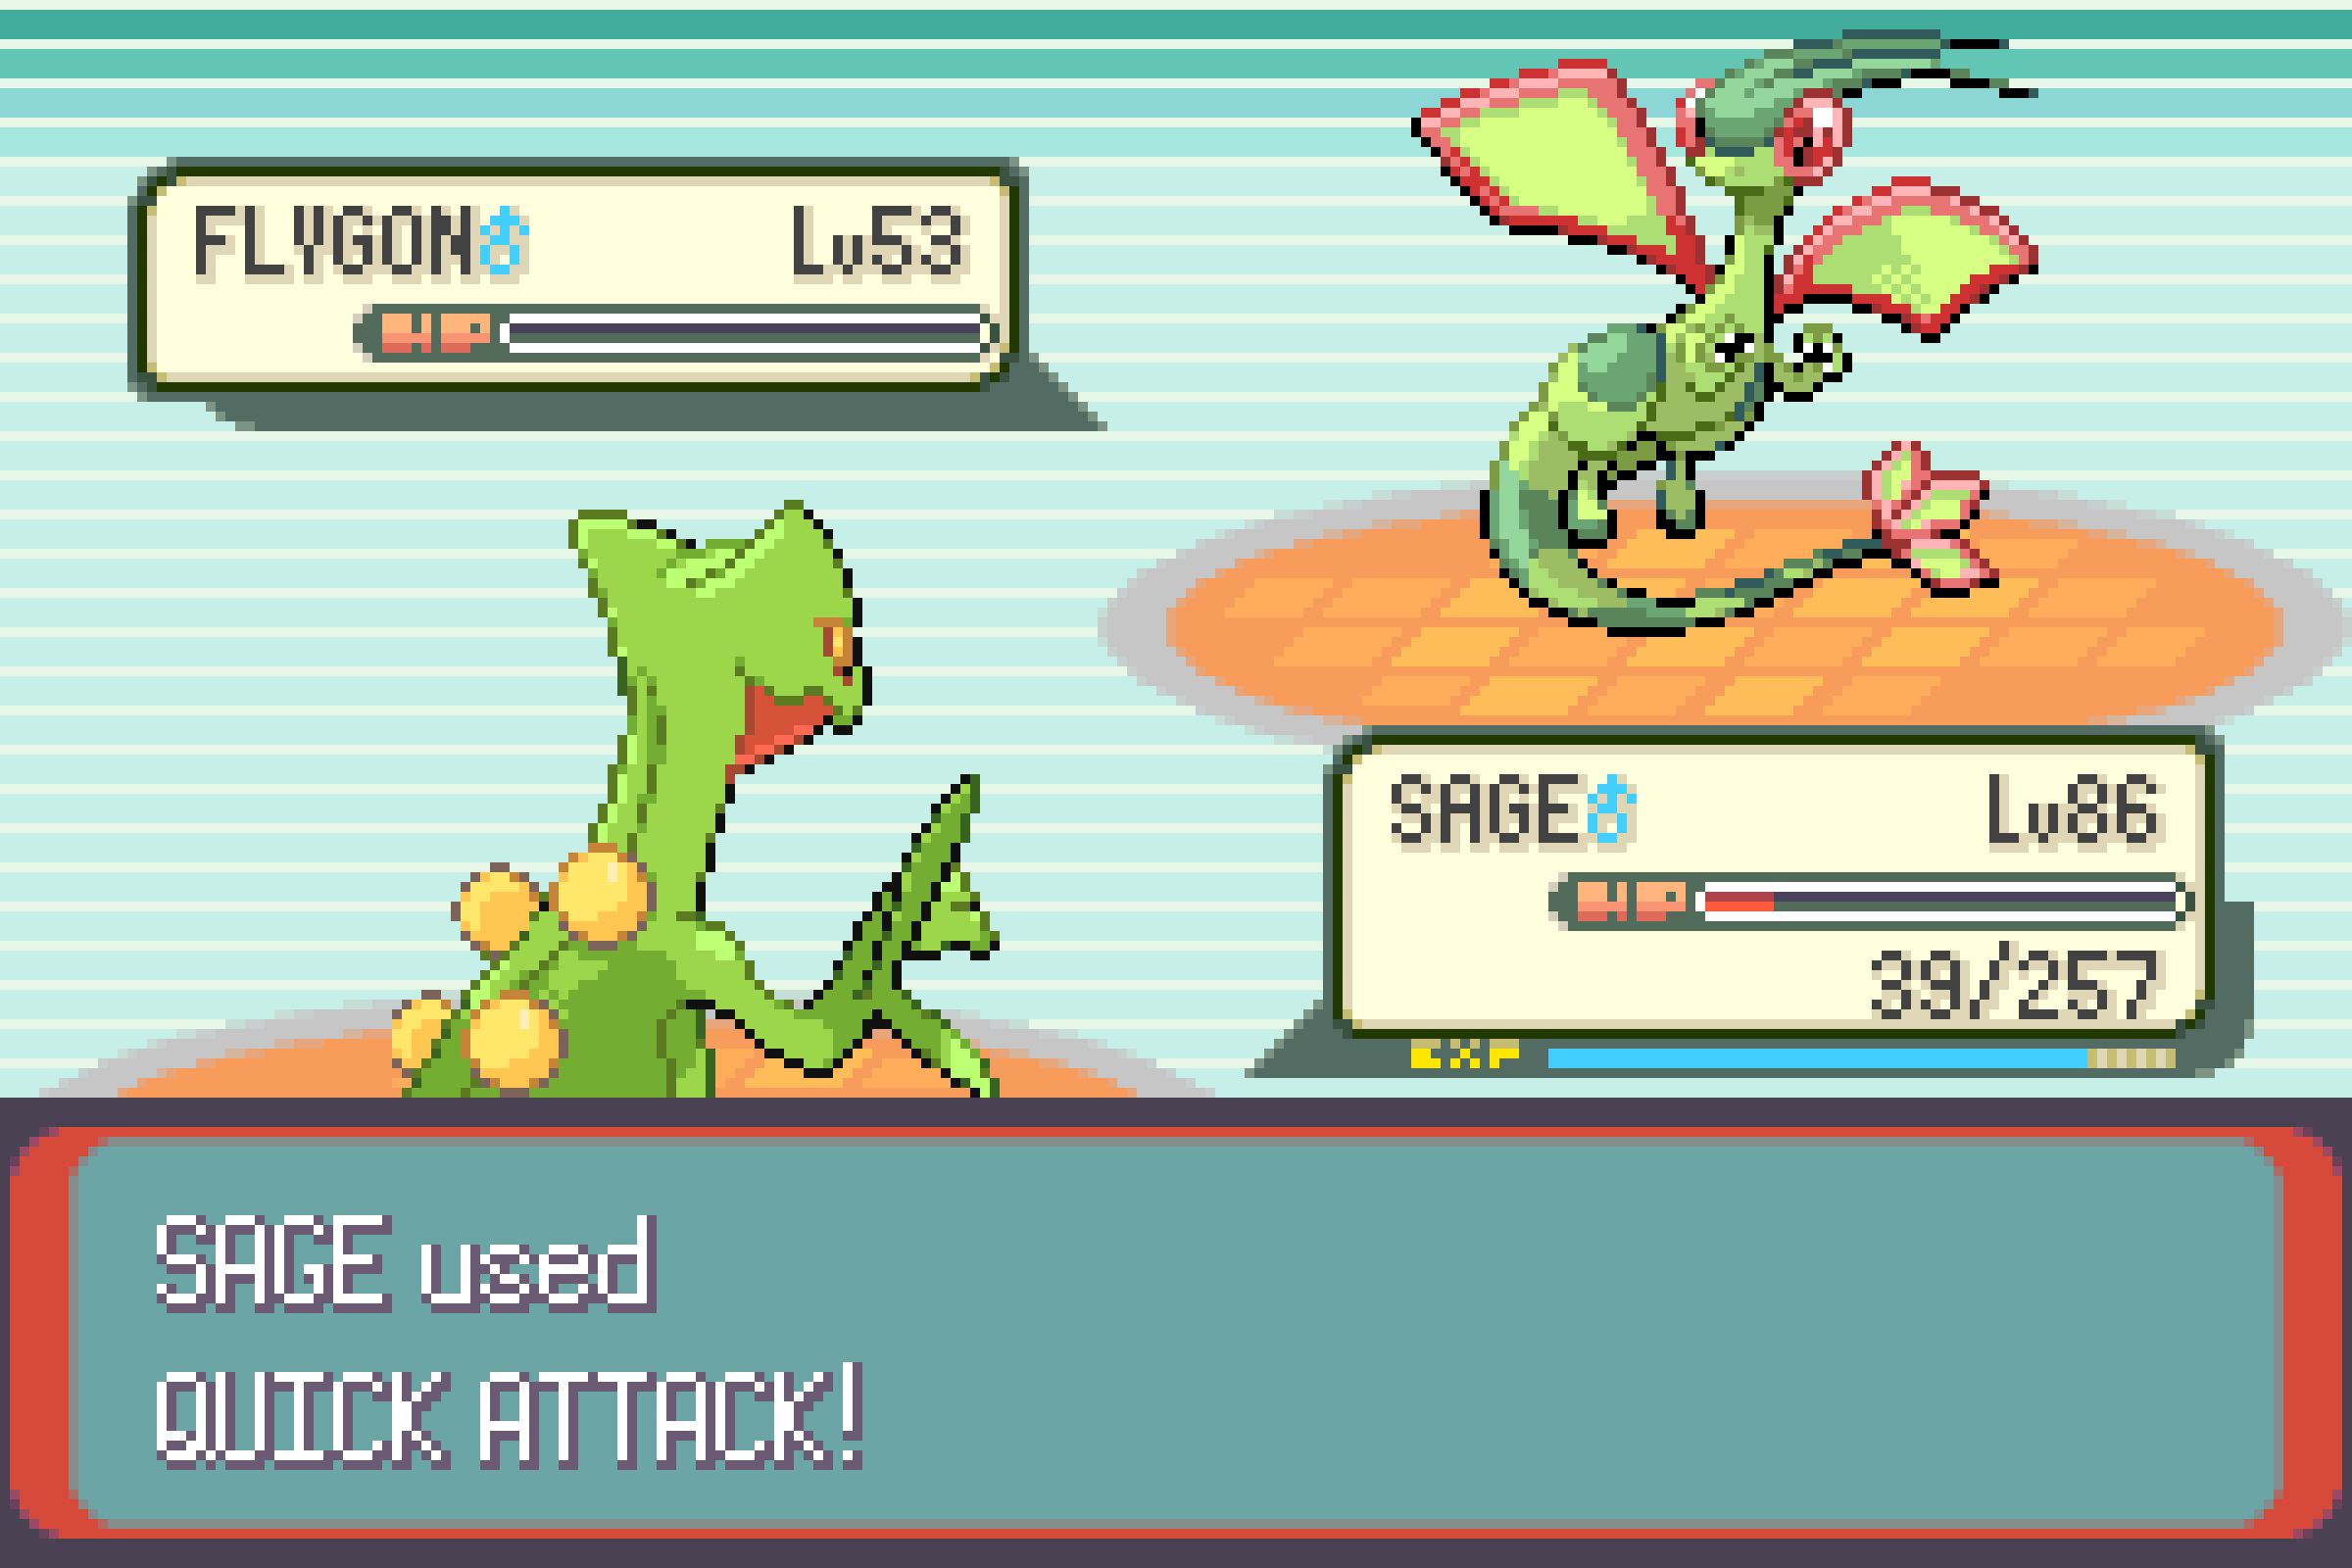 FLYGON♂ Lv53
HP
SAGE♂ Lv86
HP
39/257
EXP
SAGE used
QUICK ATTACK!